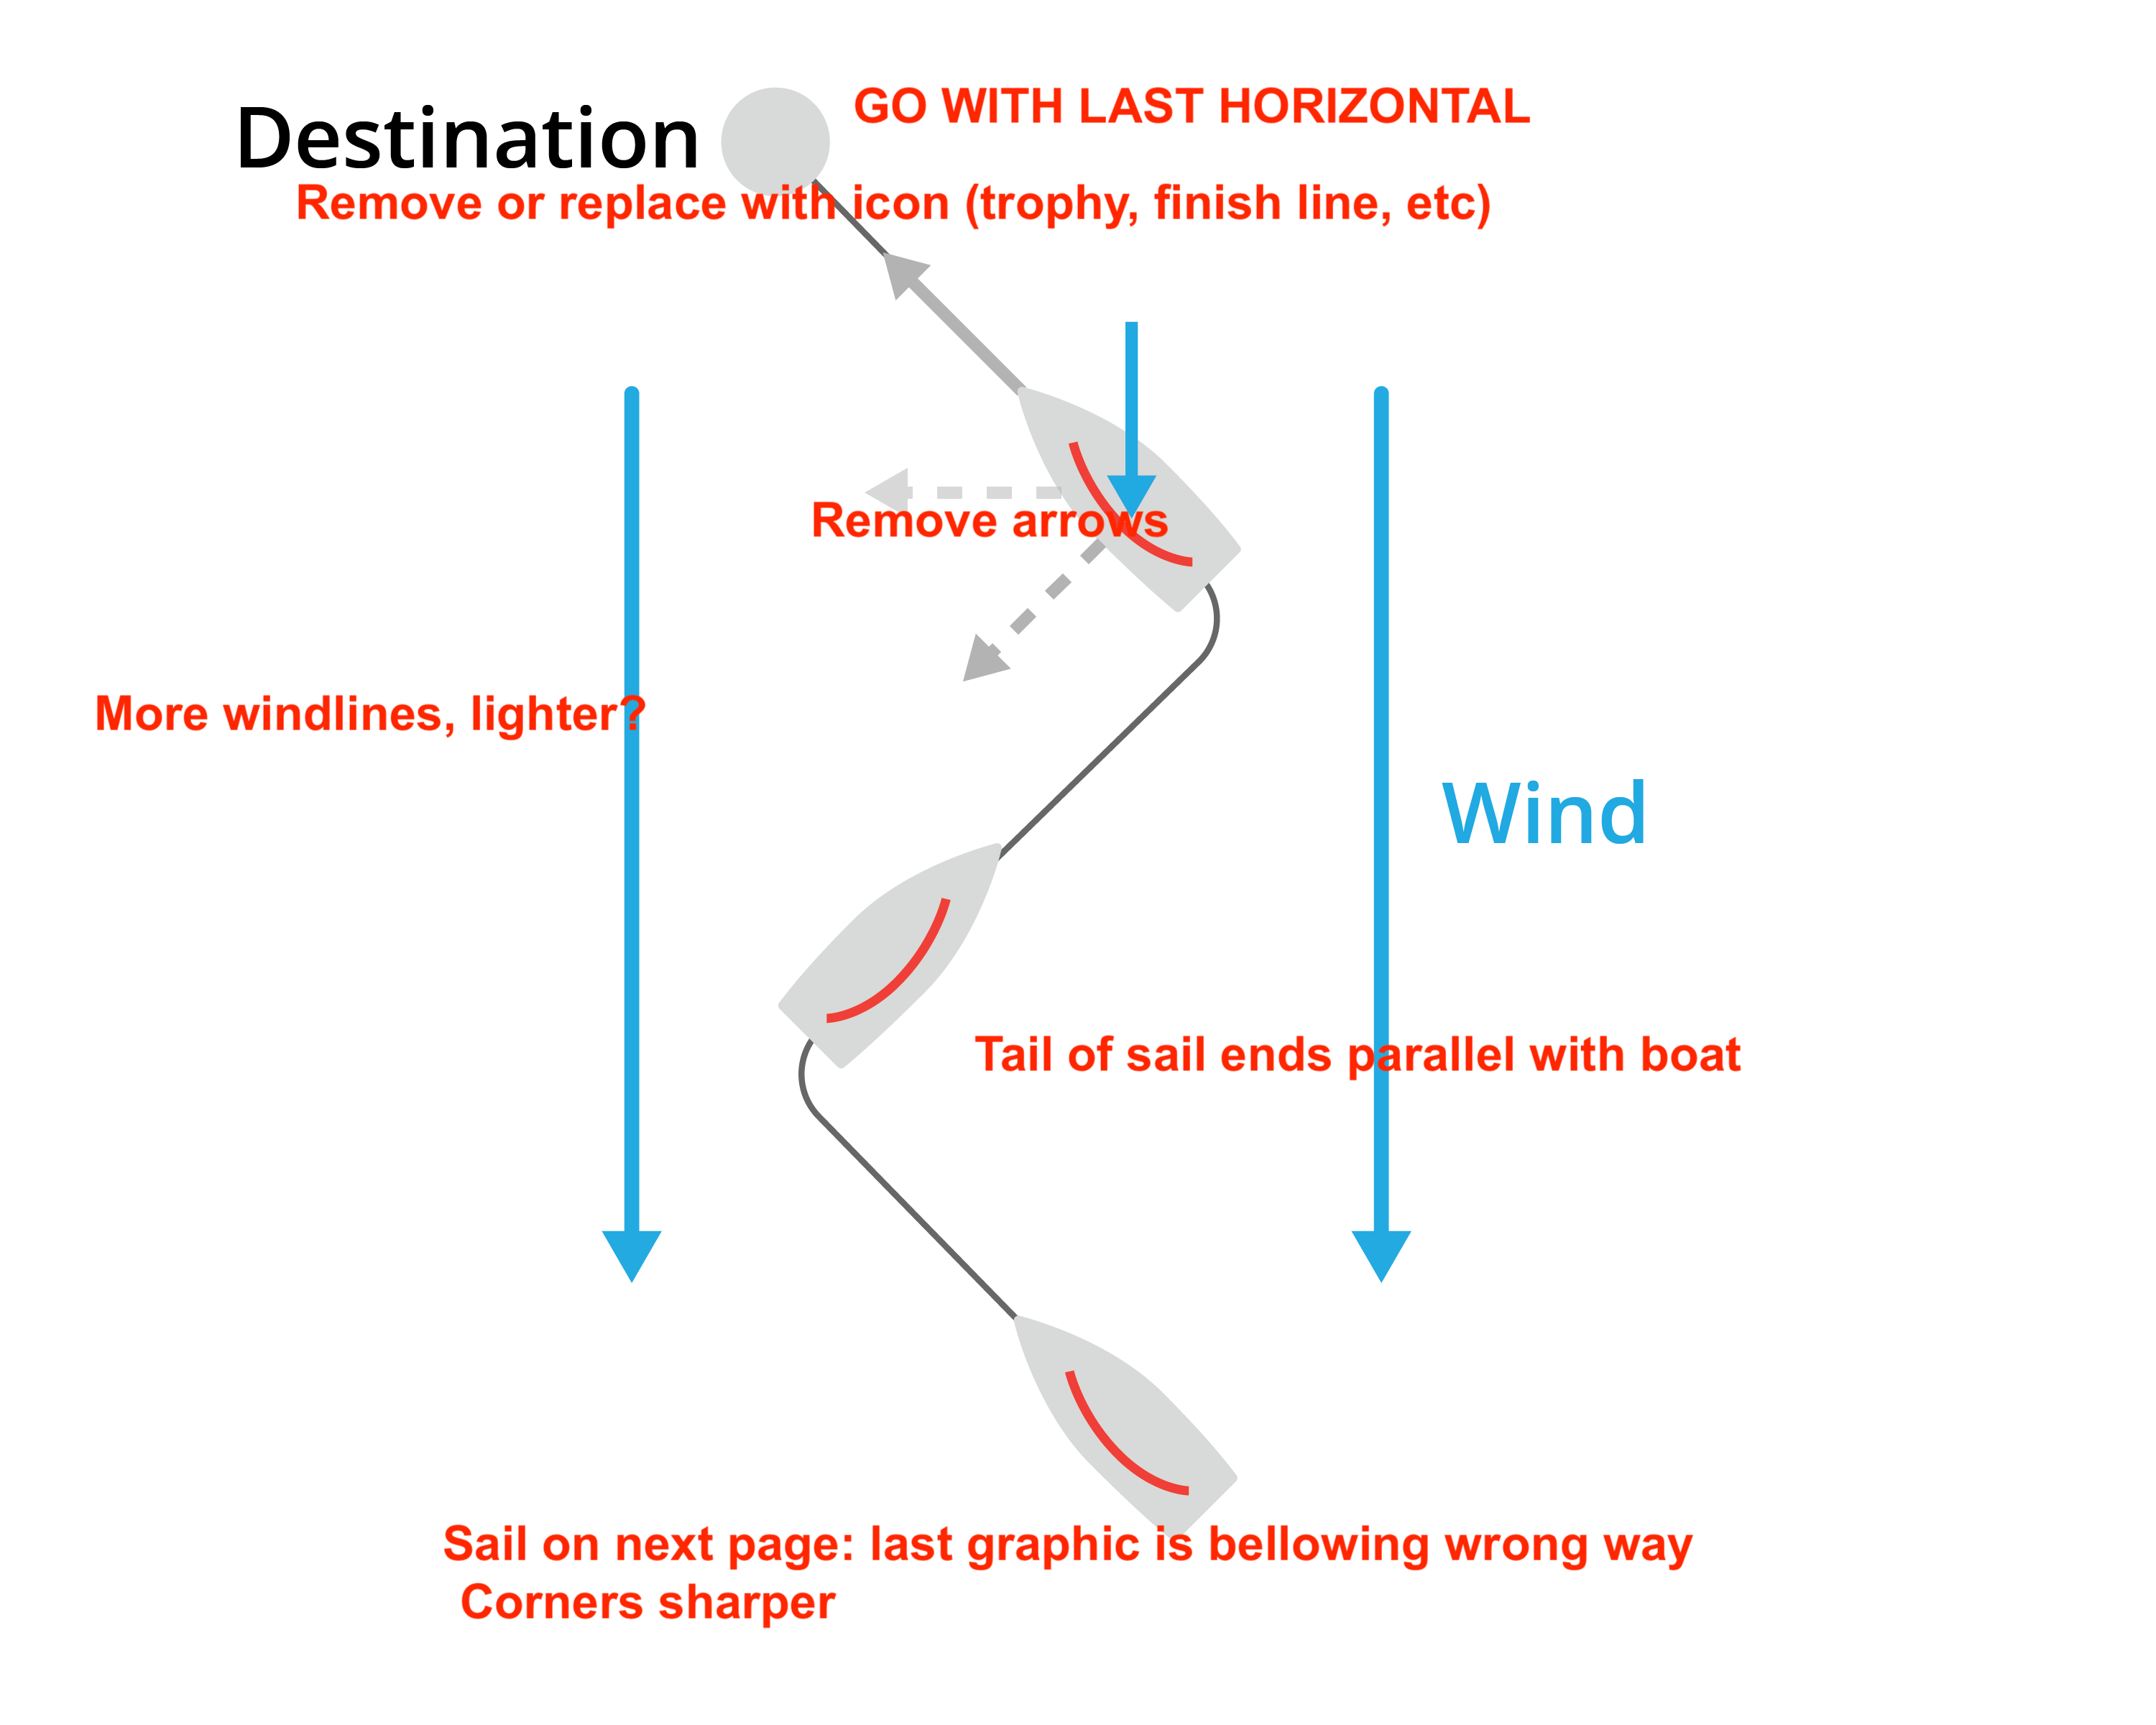 GO WITH LAST HORIZONTAL
Destination
Remove or replace with icon (trophy, finish line, etc)
Remove arrows
More windlines, lighter?
Wind
Tail of sail ends parallel with boat
Sail on next page: last graphic is bellowing wrong way
Corners sharper